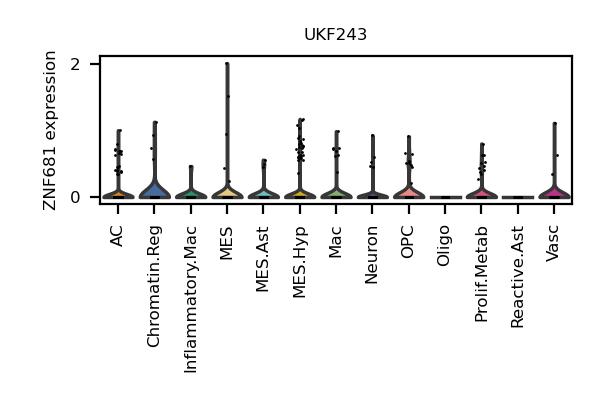 UKF243
ZNF681 expression
2
0
AC
Chromatin.Reg
Inflammatory.Mac
MES
MES.Ast
MES.Hyp
Mac
Neuron
OPC
Oligo
Prolif.Metab
Reactive.Ast
Vasc